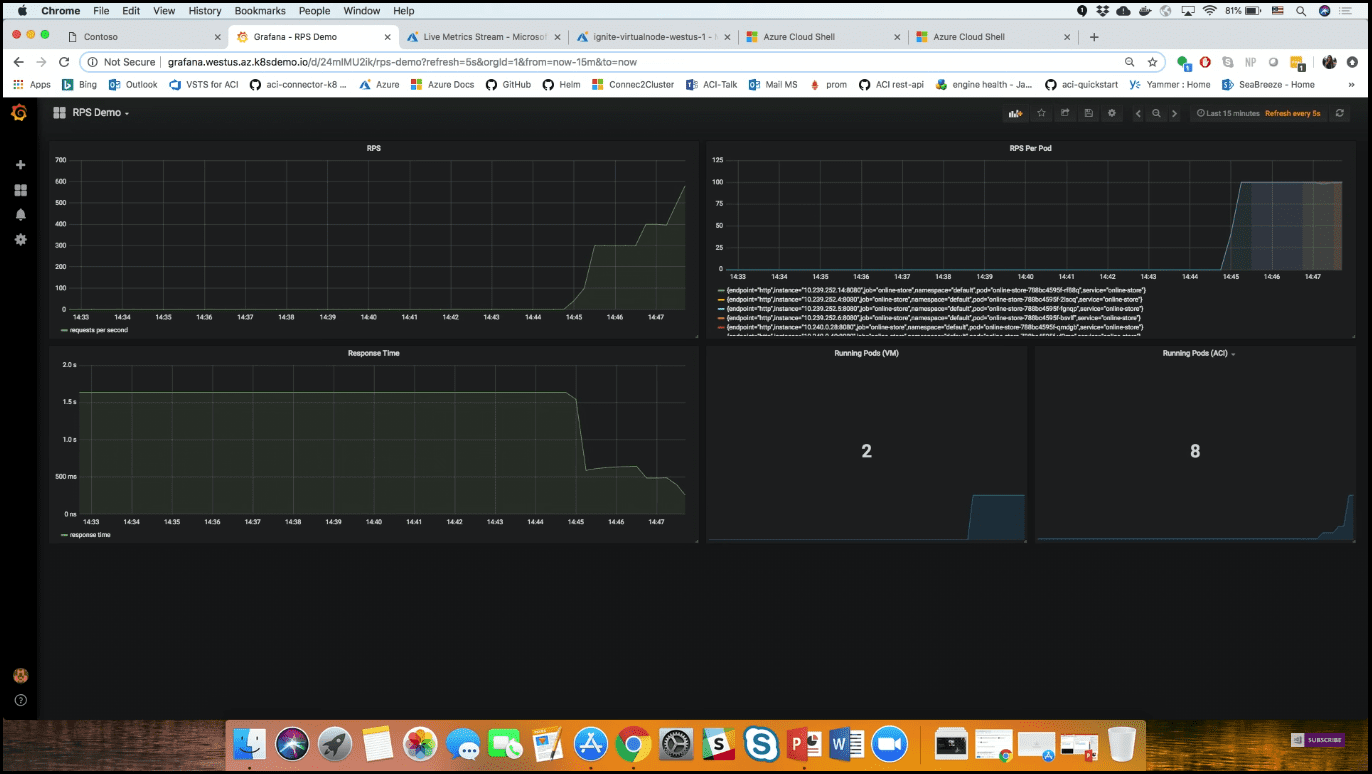 Chrome File Edit View History Bookmarks People Window Help 81%
Contoso Grafana - RPS Demo Live Metrics Stream - Microsof ignite-virtualnode-westus-1 - M Azure Cloud Shell Azure Cloud Shell
Not Secure grafana.westus.az.k8sdemo.io/d/24mIMU2ik/rps-demo?refresh=5s&orgId=1&from=now-15m&to=now
Apps Bing Outlook VSTS for ACI aci-connector-k8 ... Azure Azure Docs GitHub Helm Connec2Cluster ACI-Talk Mail MS prom ACI rest-api engine health - Ja... aci-quickstart Yammer : Home SeaBreeze - Home »
RPS Demo Last 15 minutes Refresh every 5s
RPS
700
600
500
400
300
200
100
0
14:33 14:34 14:35 14:36 14:37 14:38 14:39 14:40 14:41 14:42 14:43 14:44 14:45 14:46 14:47
requests per second
RPS Per Pod
125
100
75
50
25
0
14:33 14:34 14:35 14:36 14:37 14:38 14:39 14:40 14:41 14:42 14:43 14:44 14:45 14:46 14:47
{endpoint="http",instance="10.239.252.14:8080",job="online-store",namespace="default",pod="online-store-788bc4595f-rf88q",service="online-store"}
{endpoint="http",instance="10.239.252.4:8080",job="online-store",namespace="default",pod="online-store-788bc4595f-2lscq",service="online-store"}
{endpoint="http",instance="10.239.252.5:8080",job="online-store",namespace="default",pod="online-store-788bc4595f-fgnqp",service="online-store"}
{endpoint="http",instance="10.239.252.6:8080",job="online-store",namespace="default",pod="online-store-788bc4595f-bsvlf",service="online-store"}
{endpoint="http",instance="10.240.0.28:8080",job="online-store",namespace="default",pod="online-store-788bc4595f-qmdgb",service="online-store"}
Response Time
2.0 s
1.5 s
1.0 s
500 ms
0 ns
14:33 14:34 14:35 14:36 14:37 14:38 14:39 14:40 14:41 14:42 14:43 14:44 14:45 14:46 14:47
response time
Running Pods (VM)
2
Running Pods (ACI)
8
SUBSCRIBE